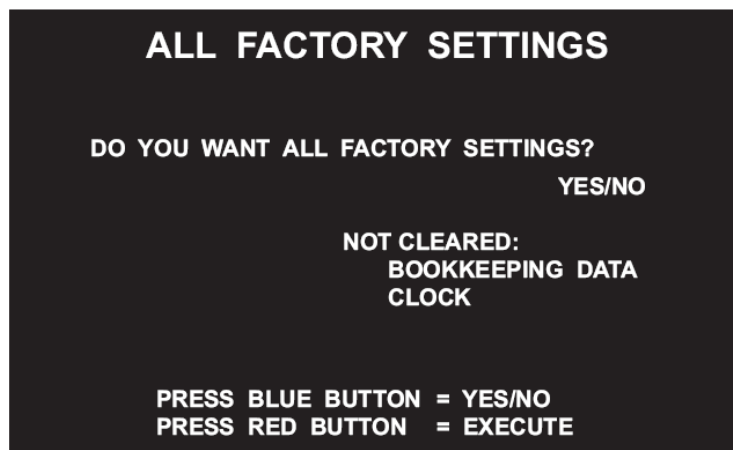 ALL FACTORY SETTINGS
DO YOU WANT ALL FACTORY SETTINGS?
YES/NO
NOT CLEARED:
BOOKKEEPING DATA
CLOCK
PRESS BLUE BUTTON = YES/NO
PRESS RED BUTTON = EXECUTE